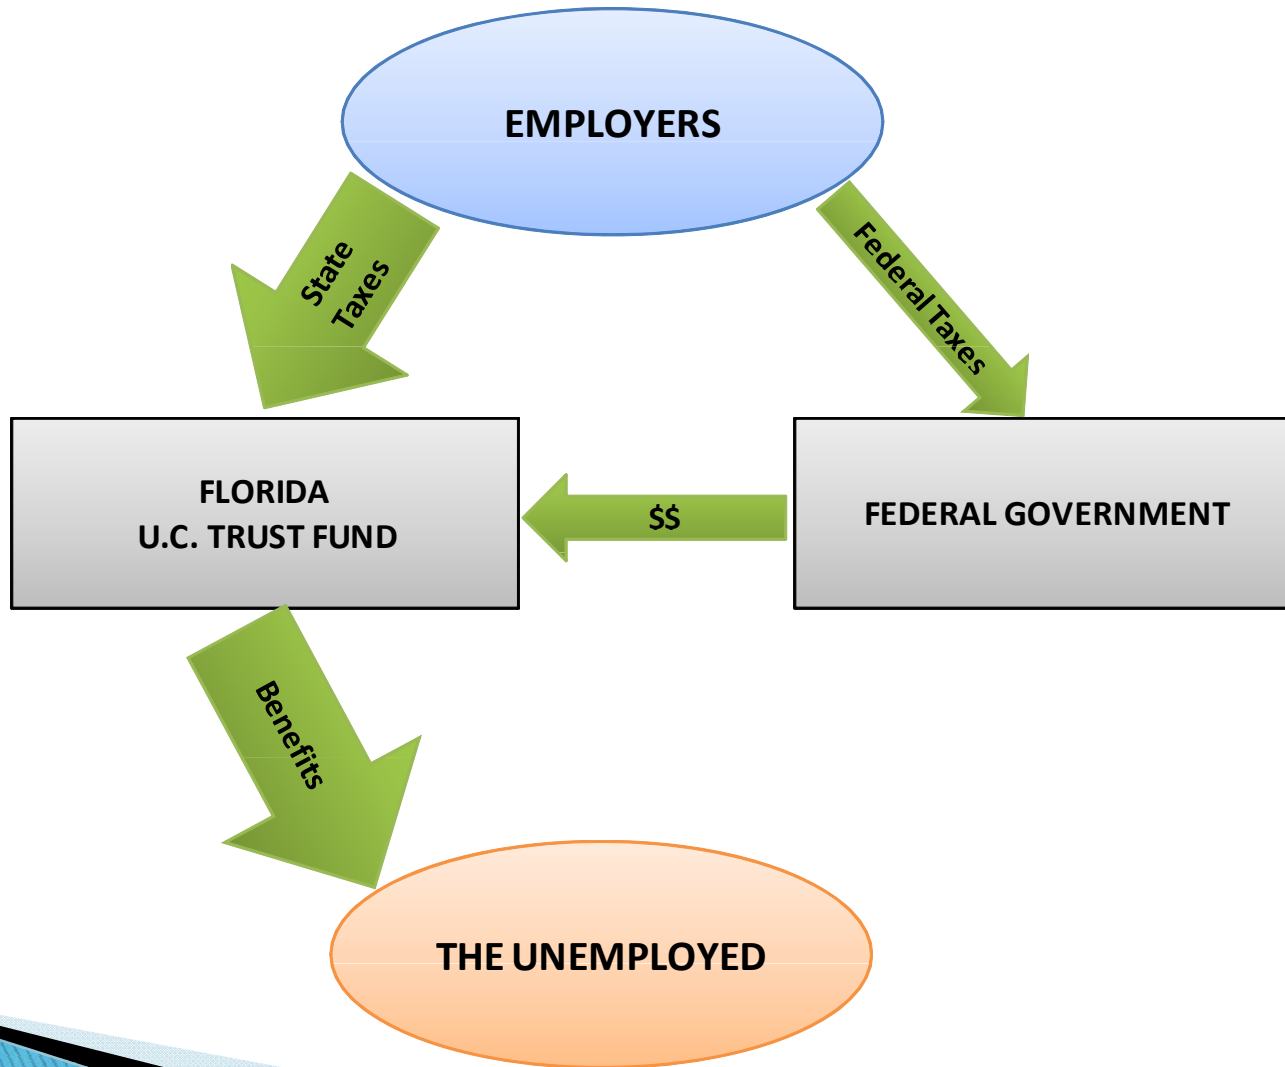 EMPLOYERS
State
Taxes
Federal Taxes
FLORIDA
U.C. TRUST FUND
$$
FEDERAL GOVERNMENT
Benefits
THE UNEMPLOYED